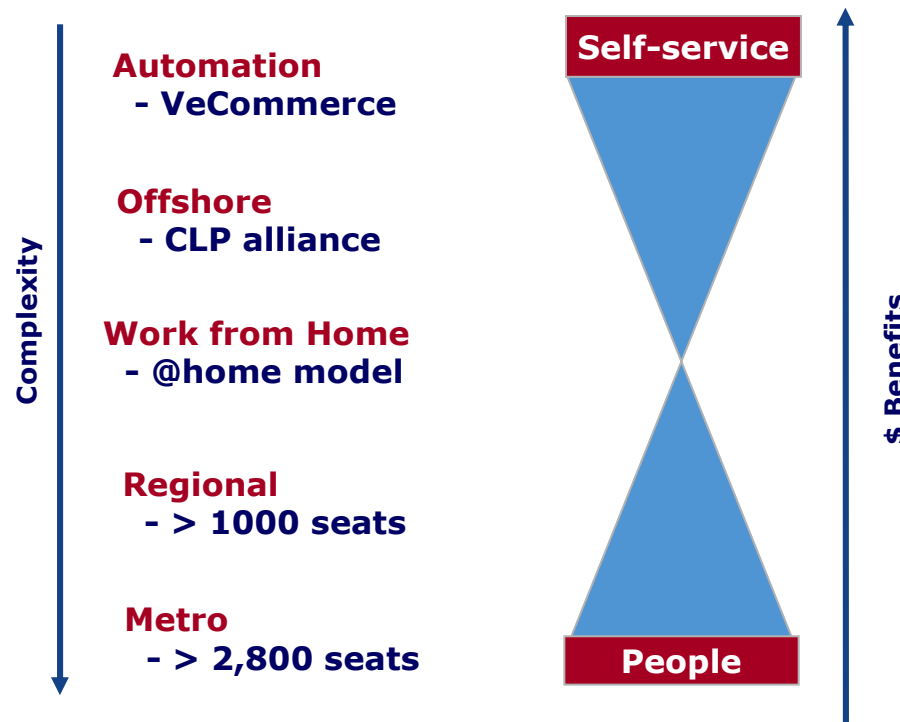 Self-service
Automation
- VeCommerce
Offshore
- CLP alliance
Complexity
Work from Home
- @home model
$ Benefits
Regional
- > 1000 seats
Metro
- > 2,800 seats
People